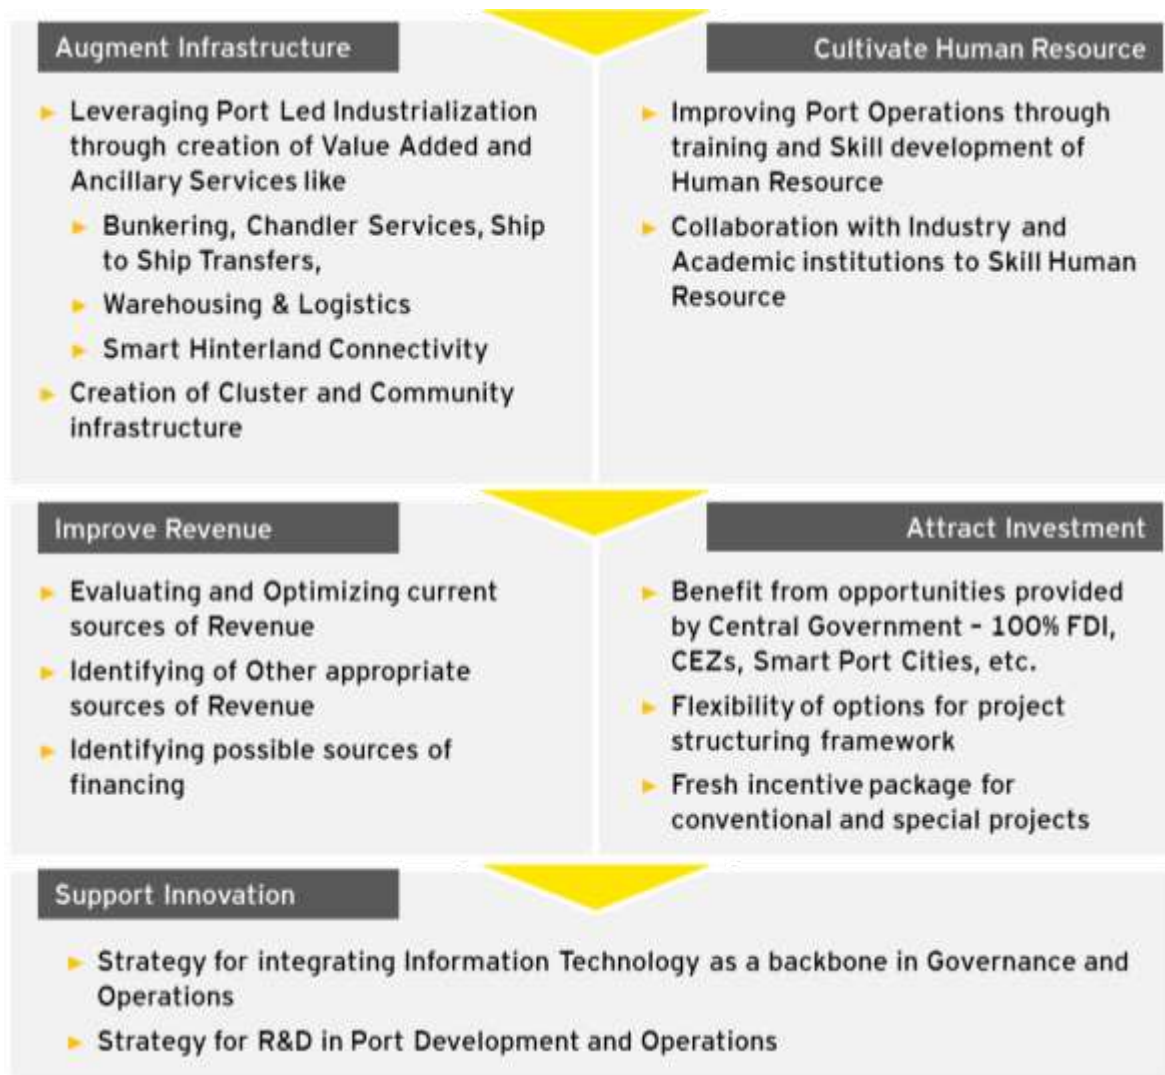 Augment Infrastructure
Leveraging Port Led Industrialization
through creation of Value Added and
Ancillary Services like
Bunkering, Chandler Services, Ship
to Ship Transfers,
Warehousing & Logistics
Smart Hinterland Connectivity
Creation of Cluster and Community
infrastructure
Cultivate Human Resource
Improving Port Operations through
training and Skill development of
Human Resource
Collaboration with Industry and
Academic institutions to Skill Human
Resource
Improve Revenue
Evaluating and Optimizing current
sources of Revenue
Identifying of Other appropriate
sources of Revenue
Identifying possible sources of
financing
Attract Investment
Benefit from opportunities provided
by Central Government – 100% FDI,
CEZs, Smart Port Cities, etc.
Flexibility of options for project
structuring framework
Fresh incentive package for
conventional and special projects
Support Innovation
Strategy for integrating Information Technology as a backbone in Governance and
Operations
Strategy for R&D in Port Development and Operations